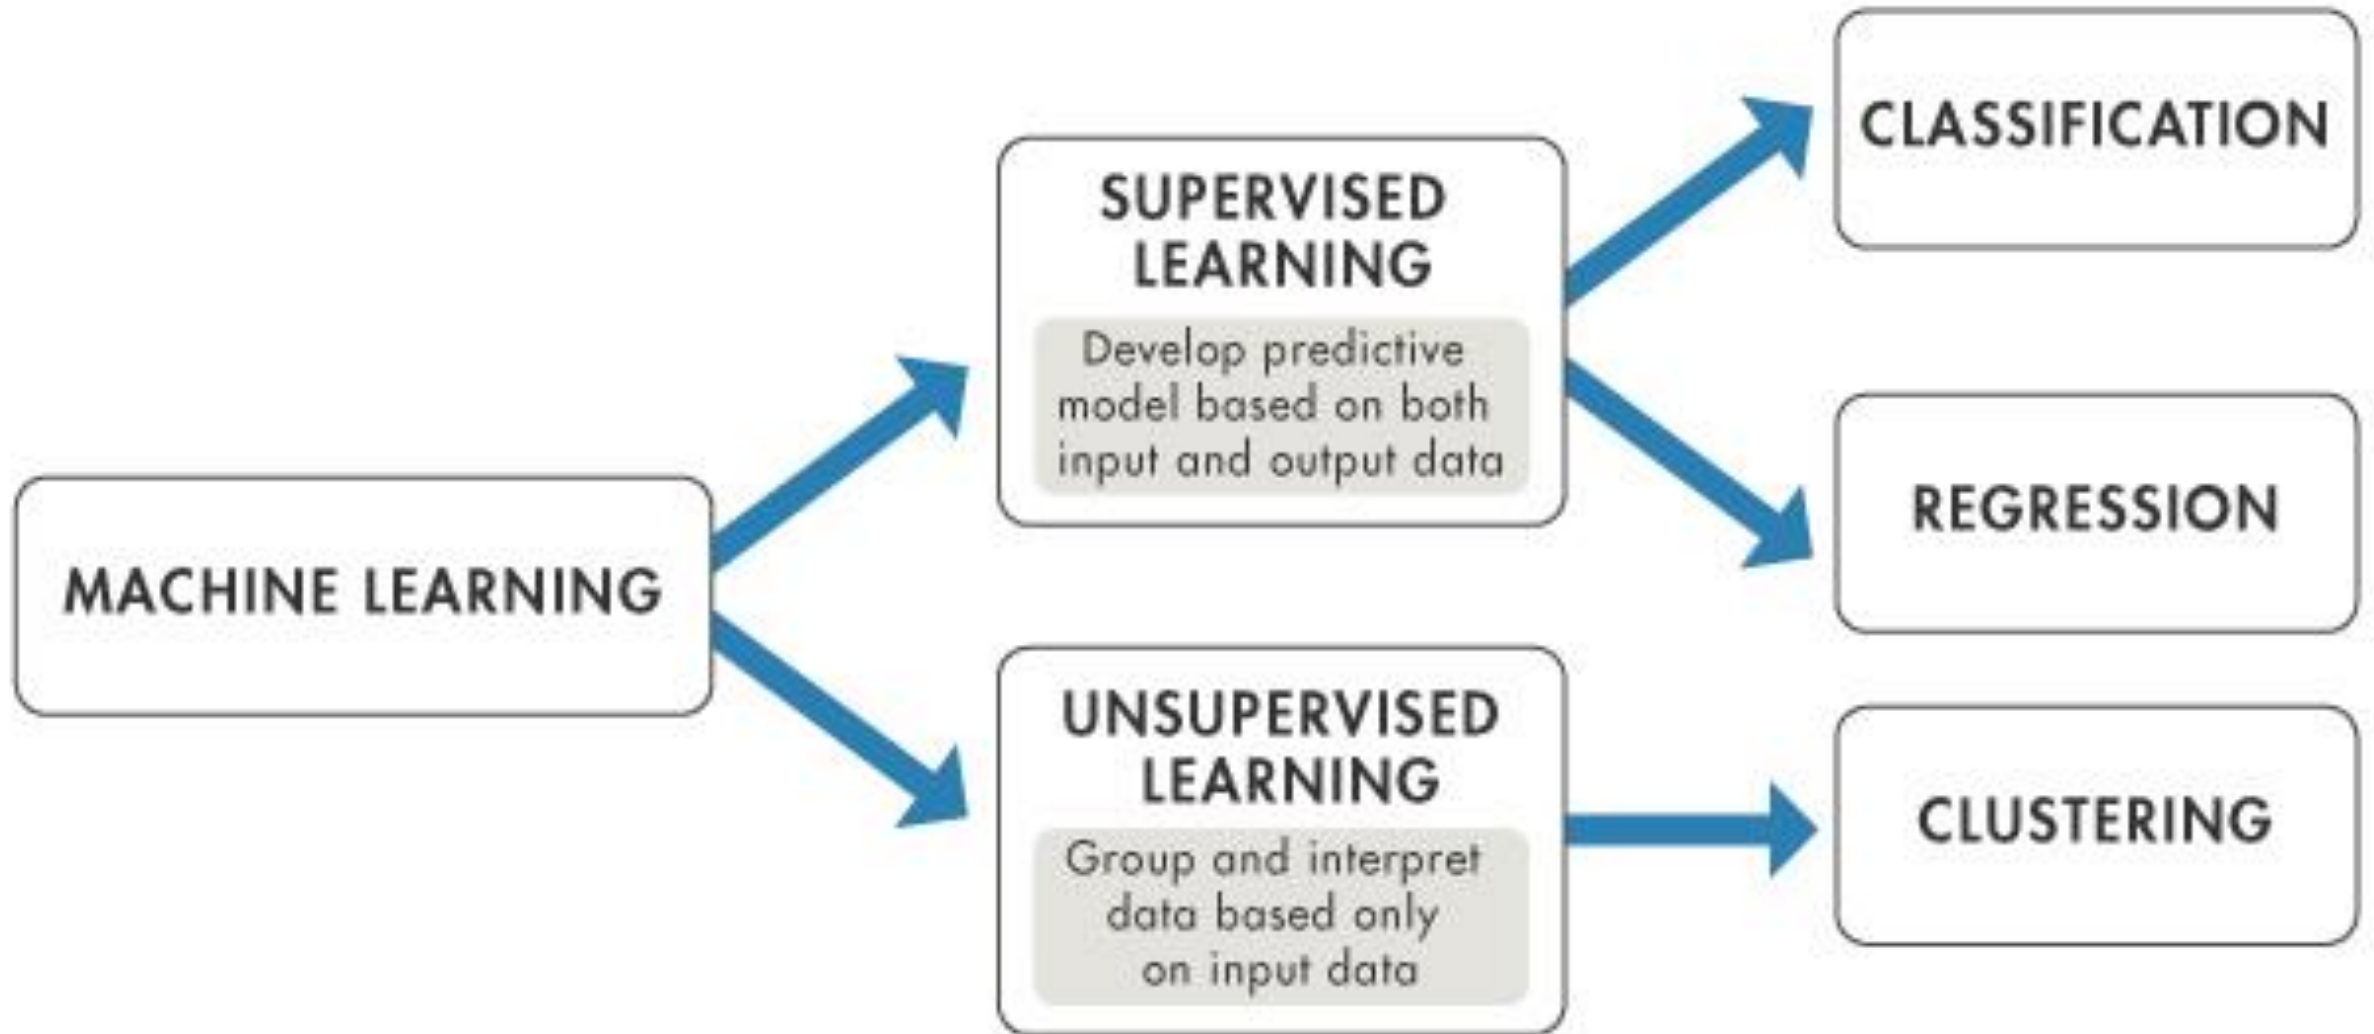 MACHINE LEARNING
SUPERVISED
LEARNING
Develop predictive
model based on both
input and output data
UNSUPERVISED
LEARNING
Group and interpret
data based only
on input data
CLASSIFICATION
REGRESSION
CLUSTERING